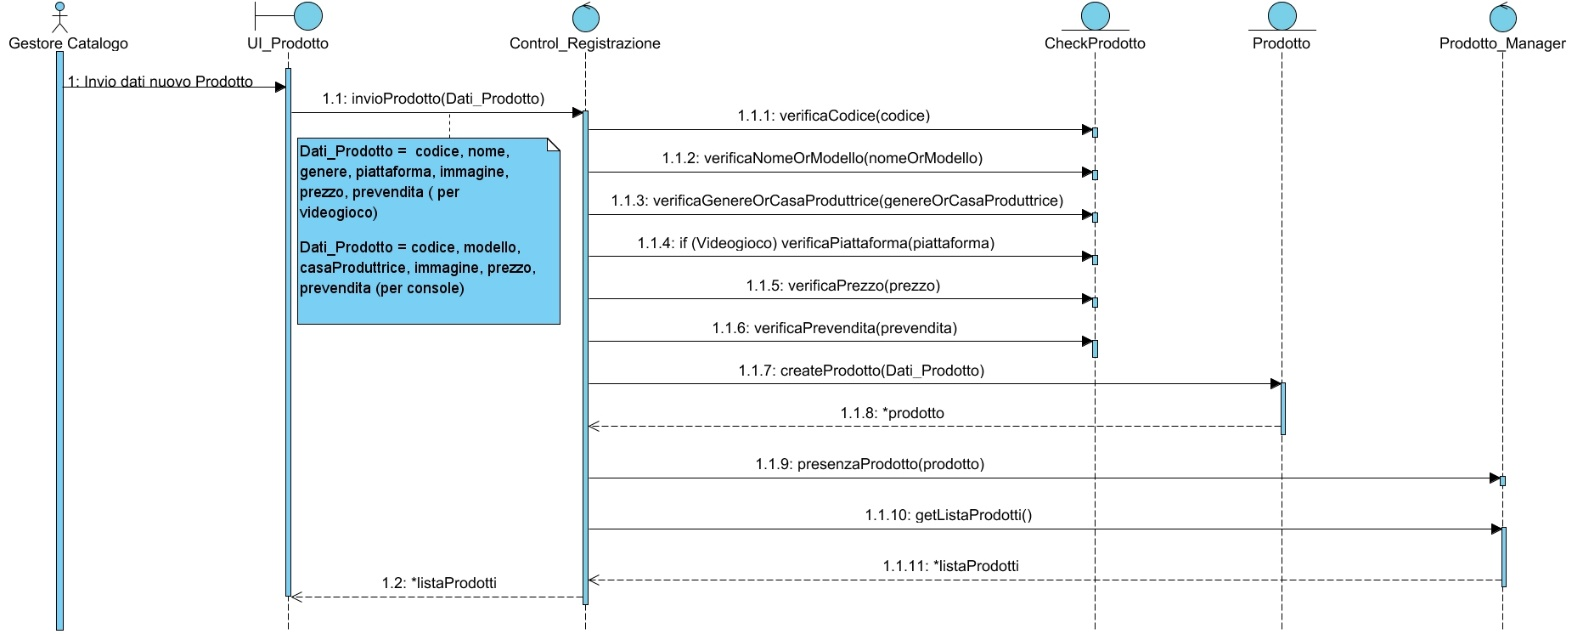 Gestore Catalogo
UI_Prodotto
Control_Registrazione
CheckProdotto
Prodotto
Prodotto_Manager
1: Invio dati nuovo Prodotto
1.1: invioProdotto(Dati_Prodotto)
Dati_Prodotto = codice, nome,
genere, piattaforma, immagine,
prezzo, prevendita ( per
videogioco)
Dati_Prodotto = codice, modello,
casaProduttrice, immagine, prezzo,
prevendita (per console)
1.1.1: verificaCodice(codice)
1.1.2: verificaNomeOrModello(nomeOrModello)
1.1.3: verificaGenereOrCasaProduttrice(genereOrCasaProduttrice)
1.1.4: if (Videogioco) verificaPiattaforma(piattaforma)
1.1.5: verificaPrezzo(prezzo)
1.1.6: verificaPrevendita(prevendita)
1.1.7: createProdotto(Dati_Prodotto)
1.1.8: *prodotto
1.1.9: presenzaProdotto(prodotto)
1.1.10: getListaProdotti()
1.1.11: *listaProdotti
1.2: *listaProdotti